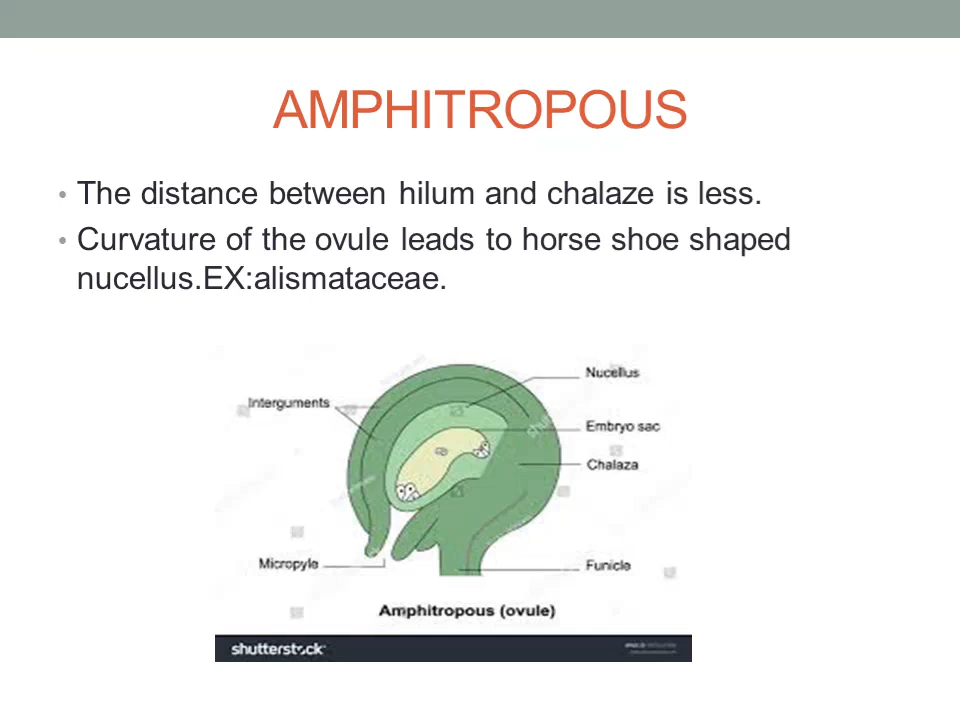 AMPHITROPOUS
• The distance between hilum and chalaze is less.
• Curvature of the ovule leads to horse shoe shaped
nucellus.EX:alismataceae.
Nucellus
Interguments
Embryo sac
Chalaza
Micropyle
Funicle
Amphitropous (ovule)
shutterstock